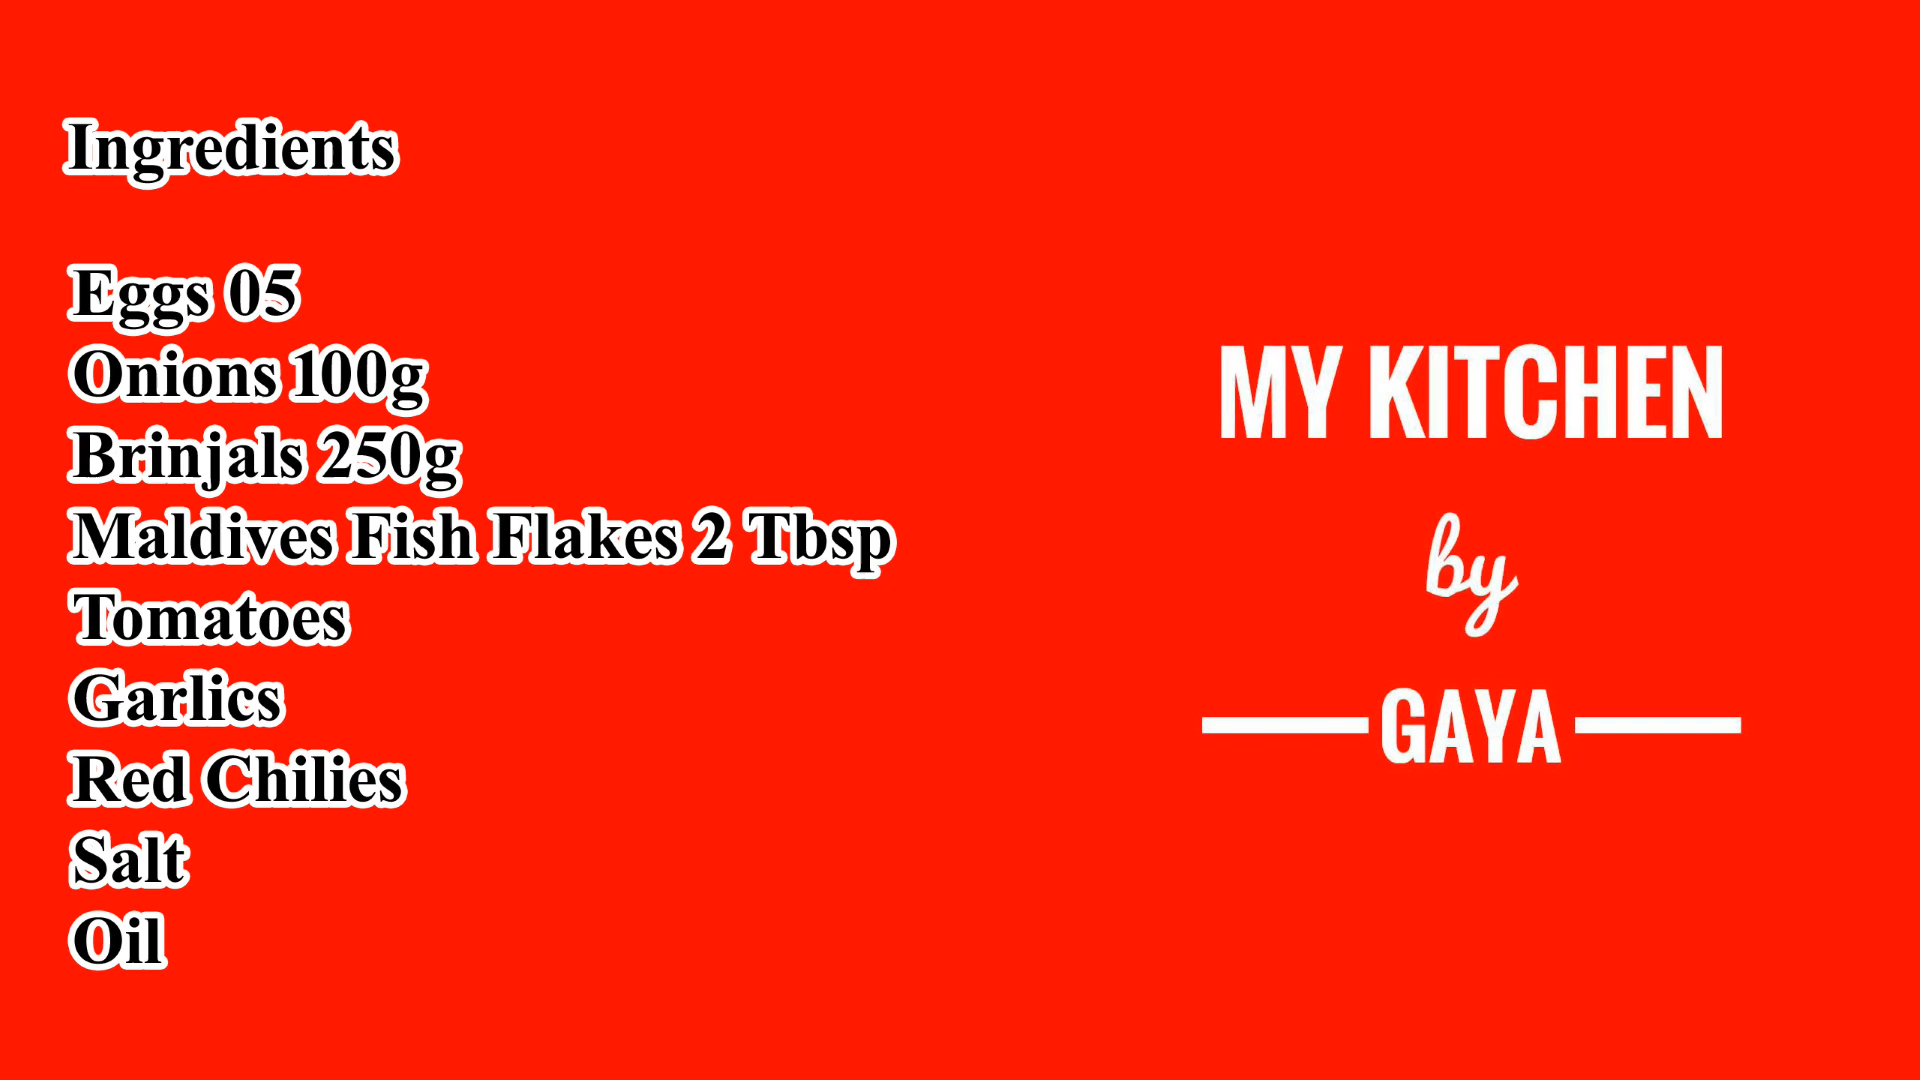 Ingredients
Eggs 05
Onions 100g
Brinjals 250g
Maldives Fish Flakes 2 Tbsp
Tomatoes
Garlics
Red Chilies
Salt
Oil
MY KITCHEN
by
GAYA